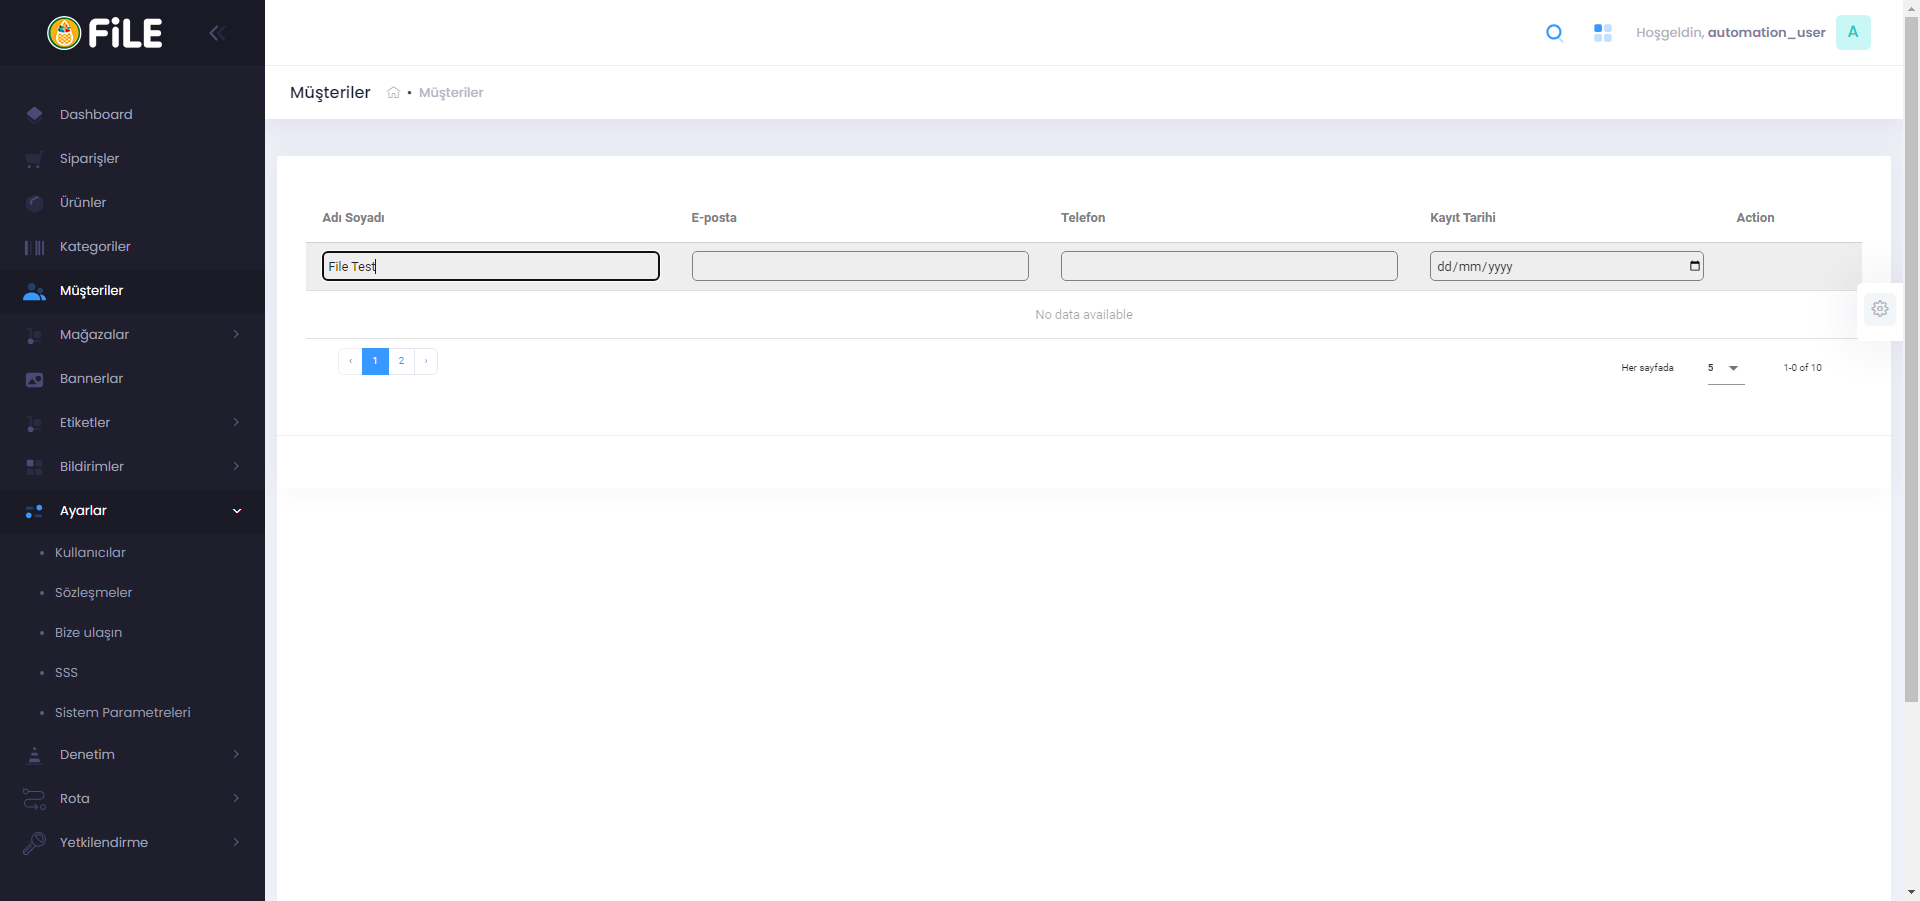 FiLE
Hoşgeldin, automation_user
A
Müşteriler • Müşteriler
Dashboard
Siparişler
Ürünler
Kategoriler
Müşteriler
Mağazalar
Bannerlar
Etiketler
Bildirimler
Ayarlar
• Kullanıcılar
• Sözleşmeler
• Bize ulaşın
• SSS
• Sistem Parametreleri
Denetim
Rota
Yetkilendirme
Adı Soyadı E-posta Telefon Kayıt Tarihi Action
File Test dd/mm/yyyy
No data available
‹ 1 2 ›
Her sayfada 5 1-0 of 10